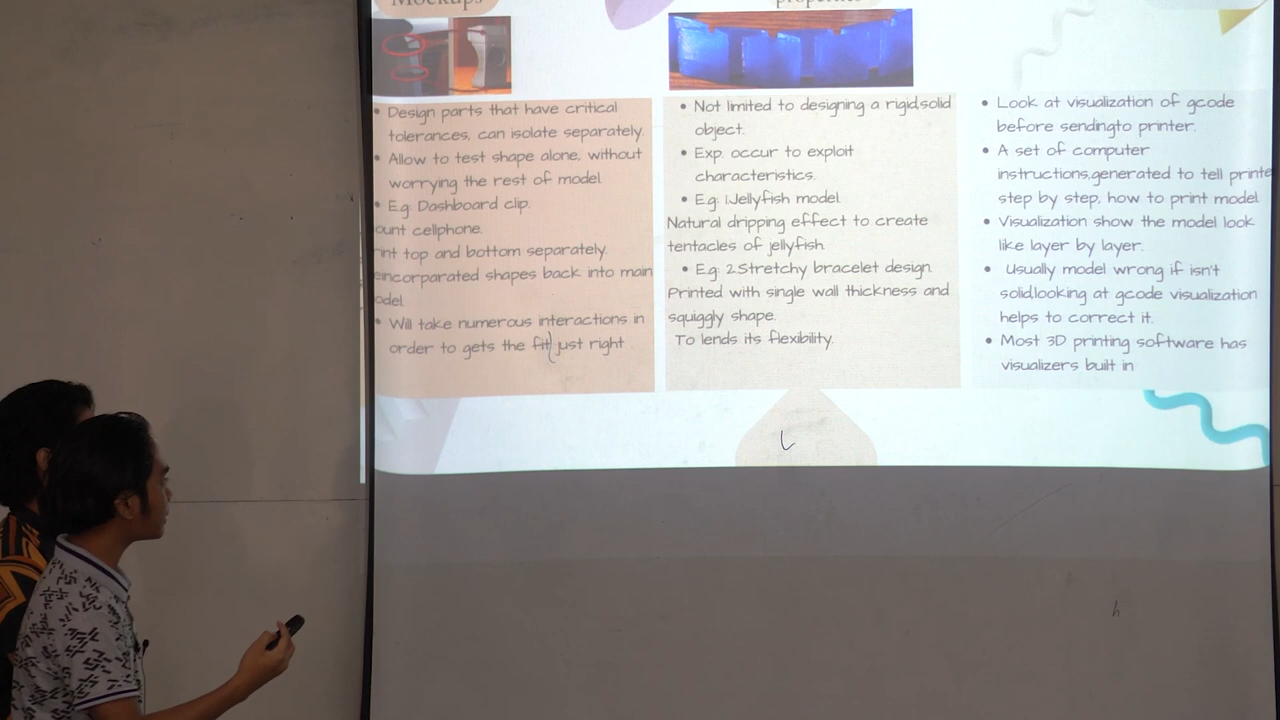 Mockups
• Design parts that have critical
tolerances, can isolate separately.
• Allow to test shape alone, without
worrying the rest of model.
• E.g: Dashboard clip.
ount cellphone.
rint top and bottom separately.
eincorparated shapes back into main
odel.
• Will take numerous interactions in
order to gets the fit just right
properties
• Not limited to designing a rigid,solid
object.
• Exp. occur to exploit
characteristics.
• E.g: 1.Jellyfish model.
Natural dripping effect to create
tentacles of jellyfish
• E.g: 2.Stretchy bracelet design.
Printed with single wall thickness and
squiggly shape.
To lends its flexibility.
• Look at visualization of gcode
before sendingto printer.
• A set of computer
instructions,generated to tell printe
step by step, how to print model.
• Visualization show the model look
like layer by layer.
• Usually model wrong if isn't
solid,looking at gcode visualization
helps to correct it.
• Most 3D printing software has
visualizers built in
h